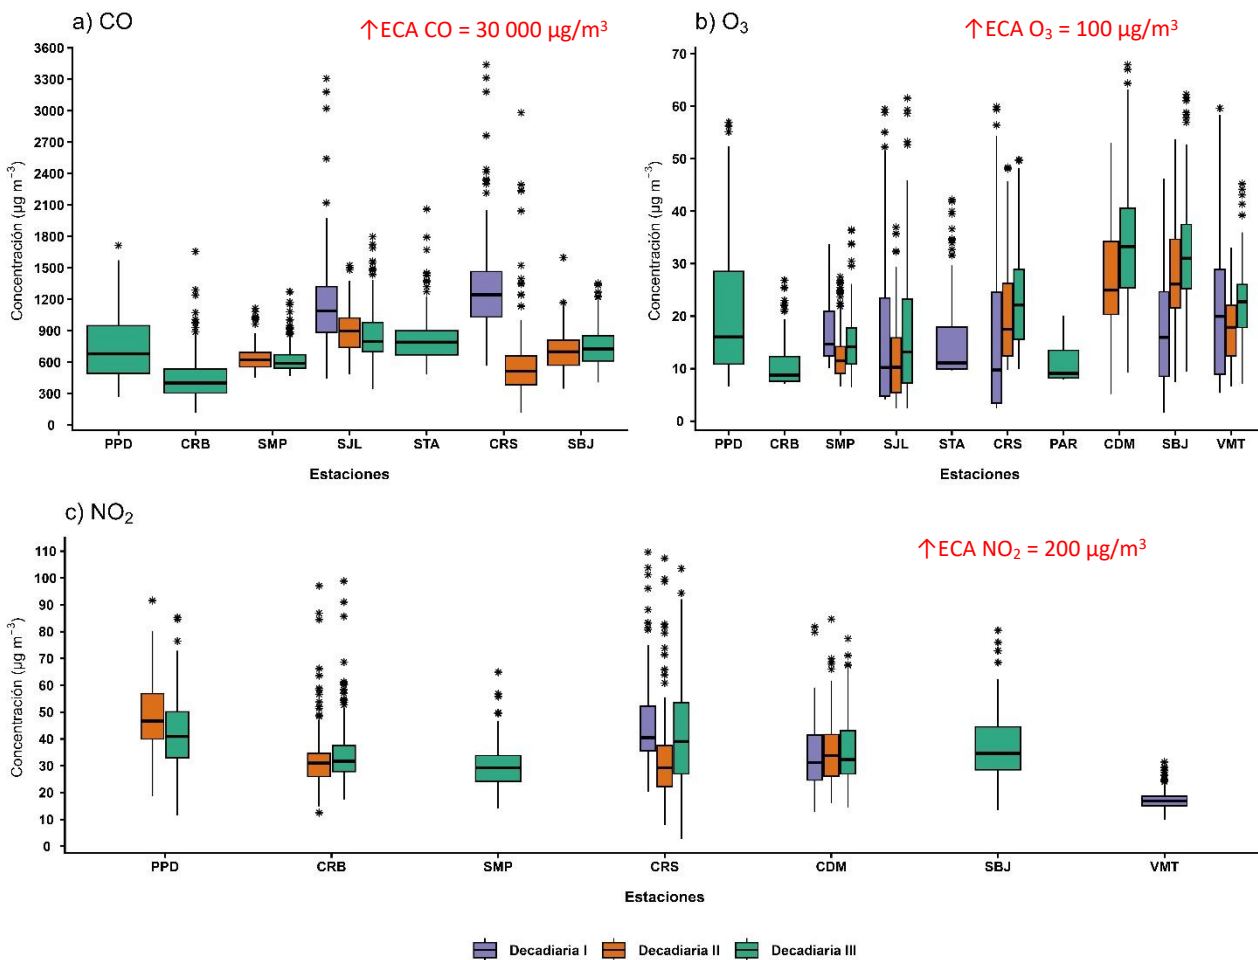 a) CO
↑ECA CO = 30 000 µg/m³
Concentración (µg m⁻³)
3600
3300
3000
2700
2400
2100
1800
1500
1200
900
600
300
0
PPD CRB SMP SJL STA CRS SBJ
Estaciones
b) O₃
↑ECA O₃ = 100 µg/m³
Concentración (µg m⁻³)
70
60
50
40
30
20
10
0
PPD CRB SMP SJL STA CRS PAR CDM SBJ VMT
Estaciones
c) NO₂
↑ECA NO₂ = 200 µg/m³
Concentración (µg m⁻³)
110
100
90
80
70
60
50
40
30
20
10
0
PPD CRB SMP CRS CDM SBJ VMT
Estaciones
Decadiaria I Decadiaria II Decadiaria III